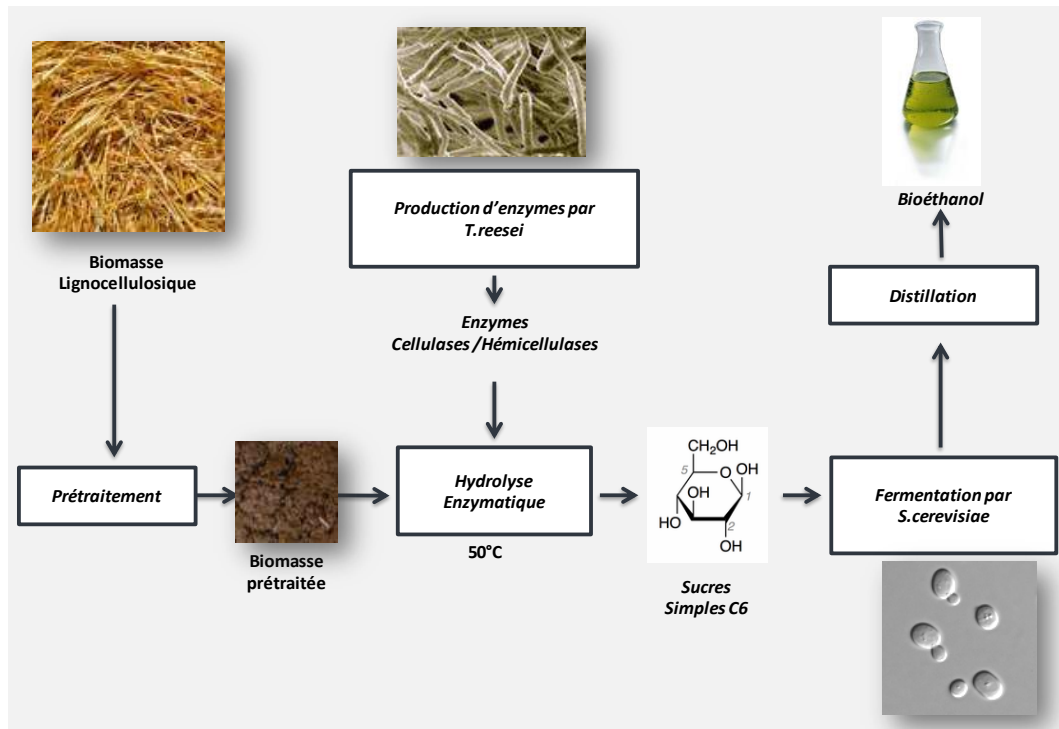 Biomasse
Lignocellulosique
Production d'enzymes par
T.reesei
Enzymes
Cellulases /Hémicellulases
Prétraitement
Biomasse
prétraitée
Hydrolyse
Enzymatique
50°C
CH2OH
5
O
OH
OH
1
HO
2
OH
Sucres
Simples C6
Fermentation par
S.cerevisiae
Distillation
Bioéthanol